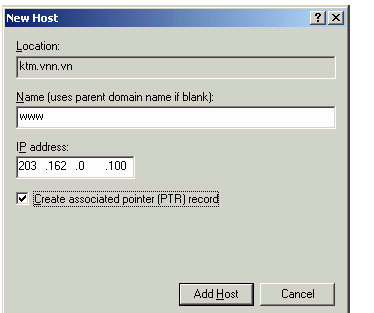 New Host
Location:
ktm.vnn.vn
Name (uses parent domain name if blank):
www
IP address:
203 .162 .0 .100
Create associated pointer (PTR) record
Add Host Cancel